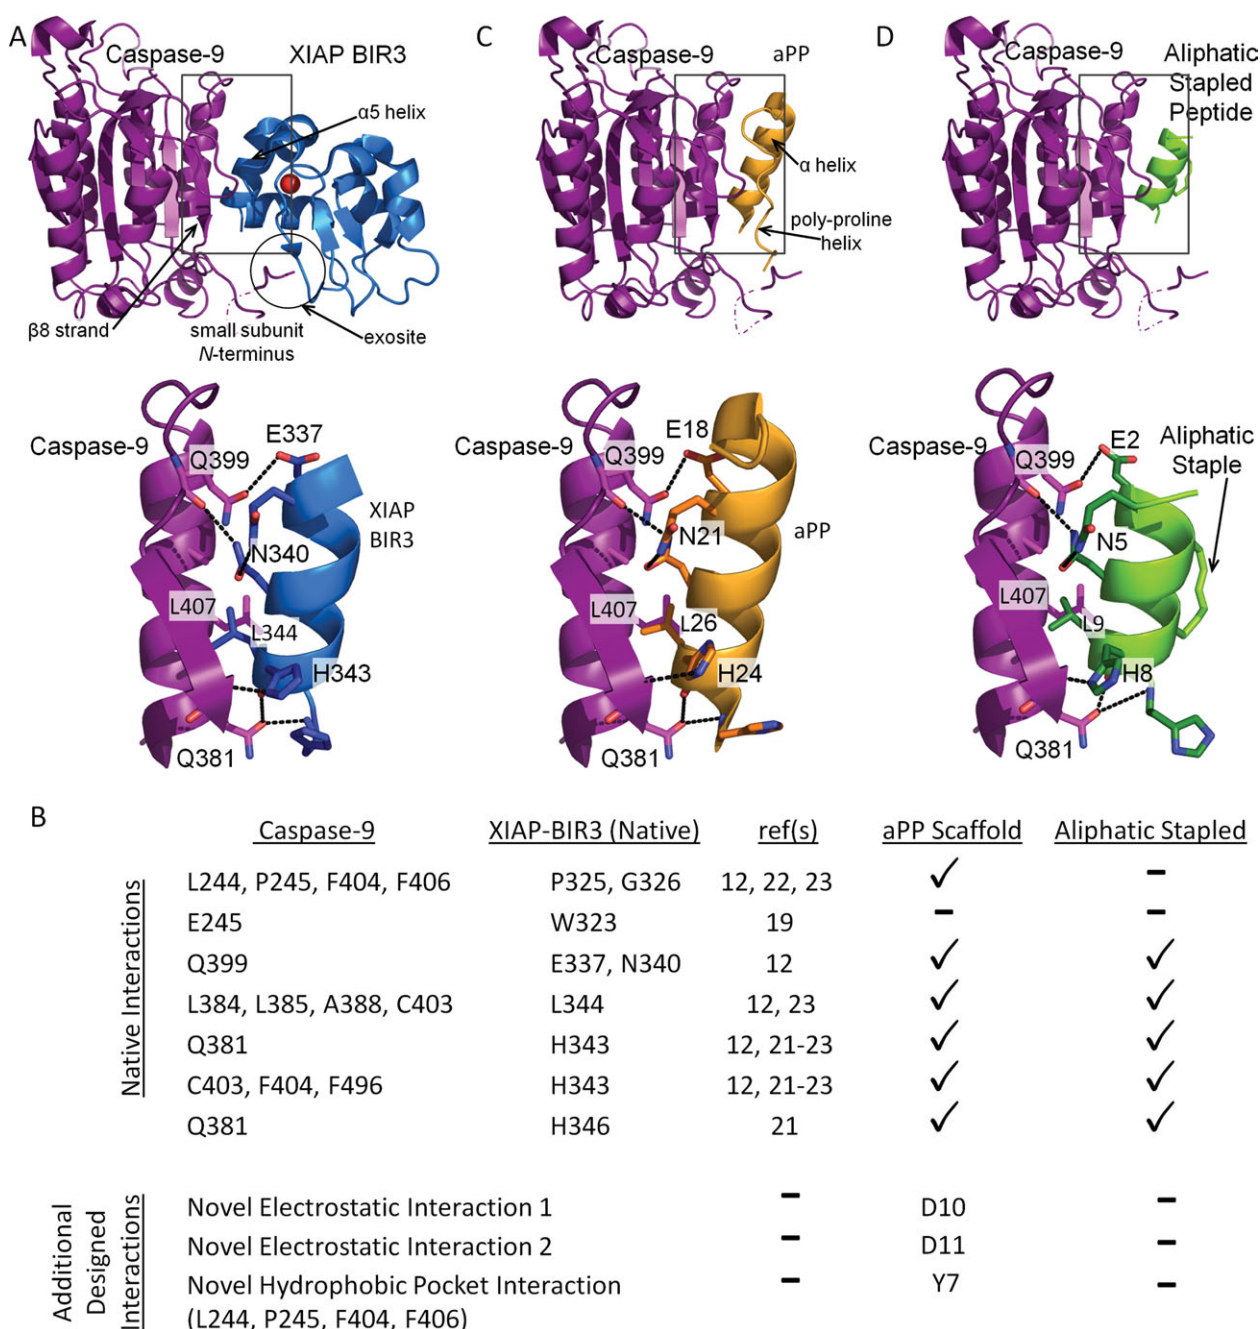 A
Caspase-9
XIAP BIR3
α5 helix
β8 strand
small subunit
N-terminus
exosite
C
Caspase-9
aPP
α helix
poly-proline
helix
D
Caspase-9
Aliphatic
Stapled
Peptide
Caspase-9
Q399
E337
XIAP
BIR3
N340
L407
L344
H343
Q381
Caspase-9
Q399
E18
aPP
N21
L407
L26
H24
Q381
Caspase-9
Q399
E2
Aliphatic
Staple
N5
L407
L9
H8
Q381
B
Caspase-9 XIAP-BIR3 (Native) ref(s) aPP Scaffold Aliphatic Stapled
Native Interactions
L244, P245, F404, F406 P325, G326 12, 22, 23 ✓ -
E245 W323 19 - -
Q399 E337, N340 12 ✓ ✓
L384, L385, A388, C403 L344 12, 23 ✓ ✓
Q381 H343 12, 21-23 ✓ ✓
C403, F404, F496 H343 12, 21-23 ✓ ✓
Q381 H346 21 ✓ ✓
Additional
Designed
Interactions
Novel Electrostatic Interaction 1 - D10 -
Novel Electrostatic Interaction 2 - D11 -
Novel Hydrophobic Pocket Interaction - Y7 -
(L244, P245, F404, F406)